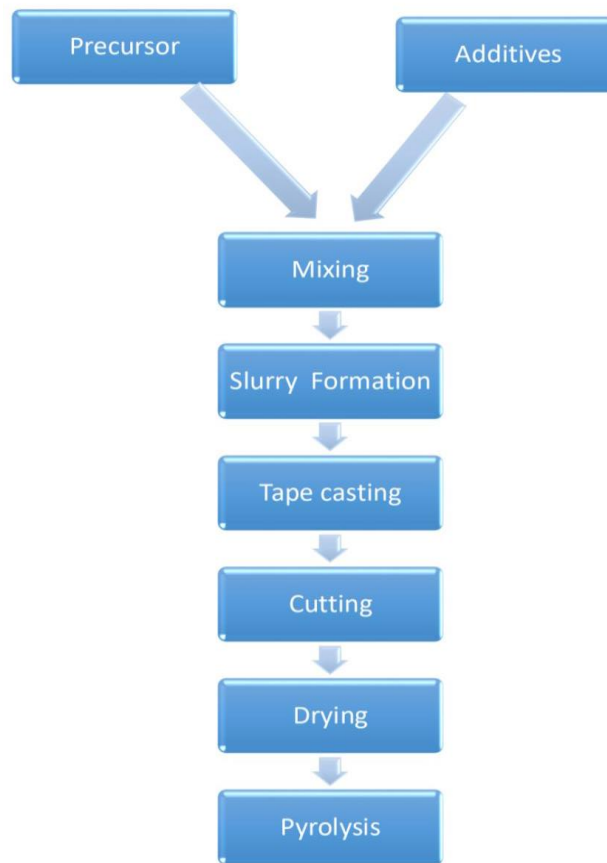 Precursor
Additives
Mixing
Slurry Formation
Tape casting
Cutting
Drying
Pyrolysis